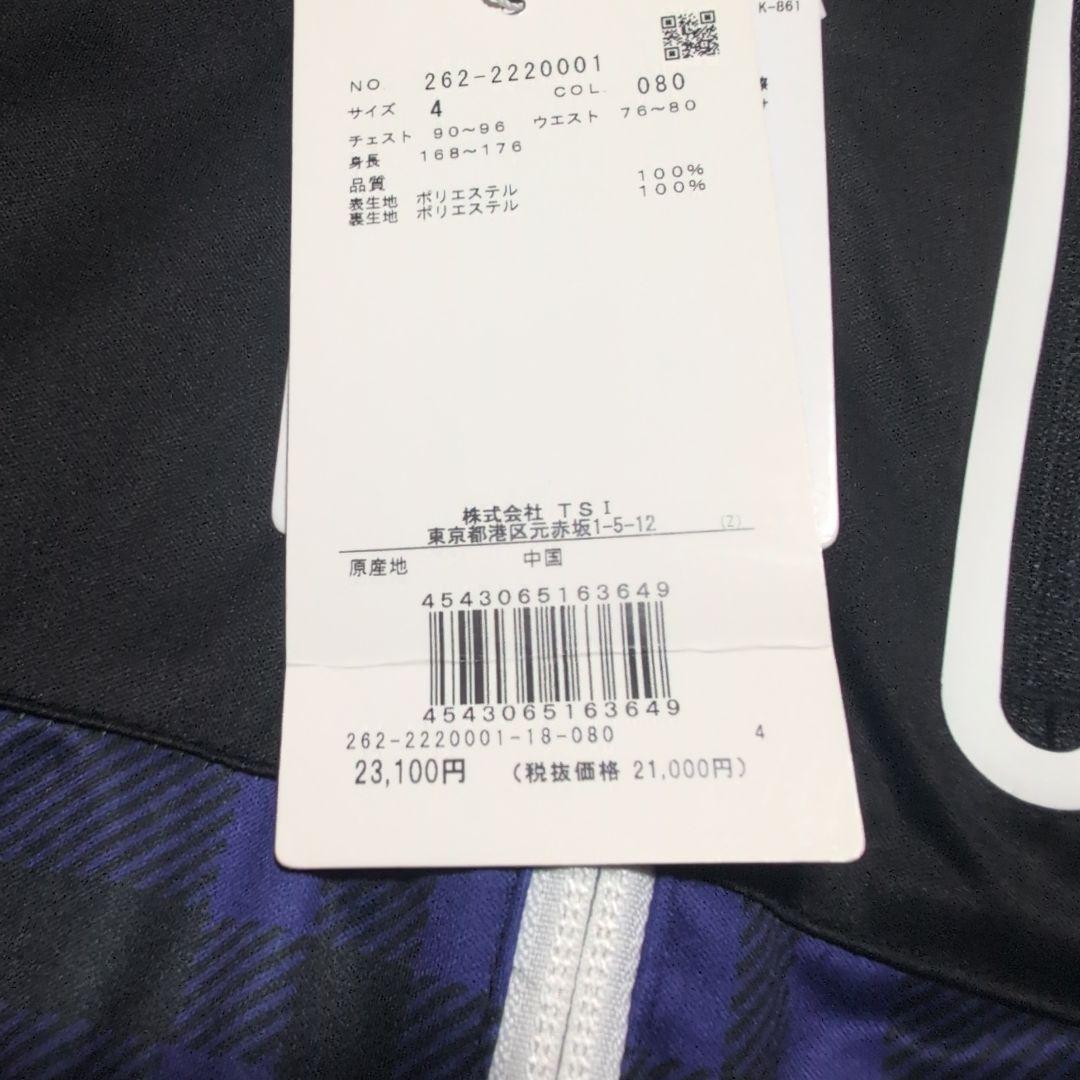 K-861
NO. 262-2220001 COL. 080
サイズ 4
チェスト 90～96 ウエスト 76～80
身長 168～176
品質
表生地 ポリエステル 100%
裏生地 ポリエステル 100%
株式会社 TSI
東京都港区元赤坂1-5-12 (Z)
原産地 中国
4543065163649
4543065163649
262-2220001-18-080 4
23,100円 (税抜価格 21,000円)